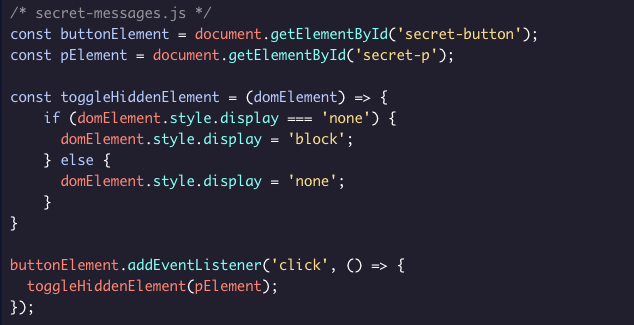 /* secret-messages.js */
const buttonElement = document.getElementById('secret-button');
const pElement = document.getElementById('secret-p');

const toggleHiddenElement = (domElement) => {
    if (domElement.style.display === 'none') {
      domElement.style.display = 'block';
    } else {
      domElement.style.display = 'none';
    }
}

buttonElement.addEventListener('click', () => {
  toggleHiddenElement(pElement);
});